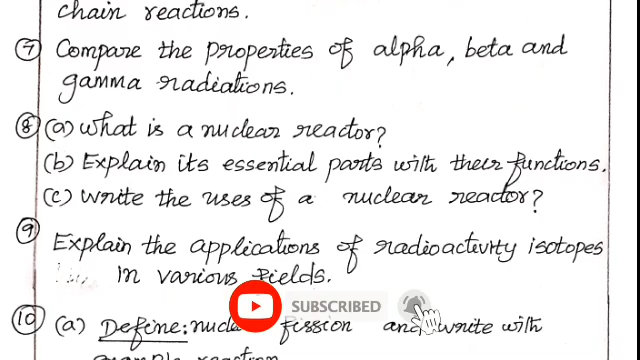 chain reactions.
⑦ Compare the properties of alpha, beta and
gamma radiations.
⑧ (a) What is a nuclear reactor?
(b) Explain its essential parts with their functions.
(c) Write the uses of a nuclear reactor?
⑨ Explain the applications of radioactivity isotopes
in various fields.
SUBSCRIBED
⑩ (a) Define: fission and write with